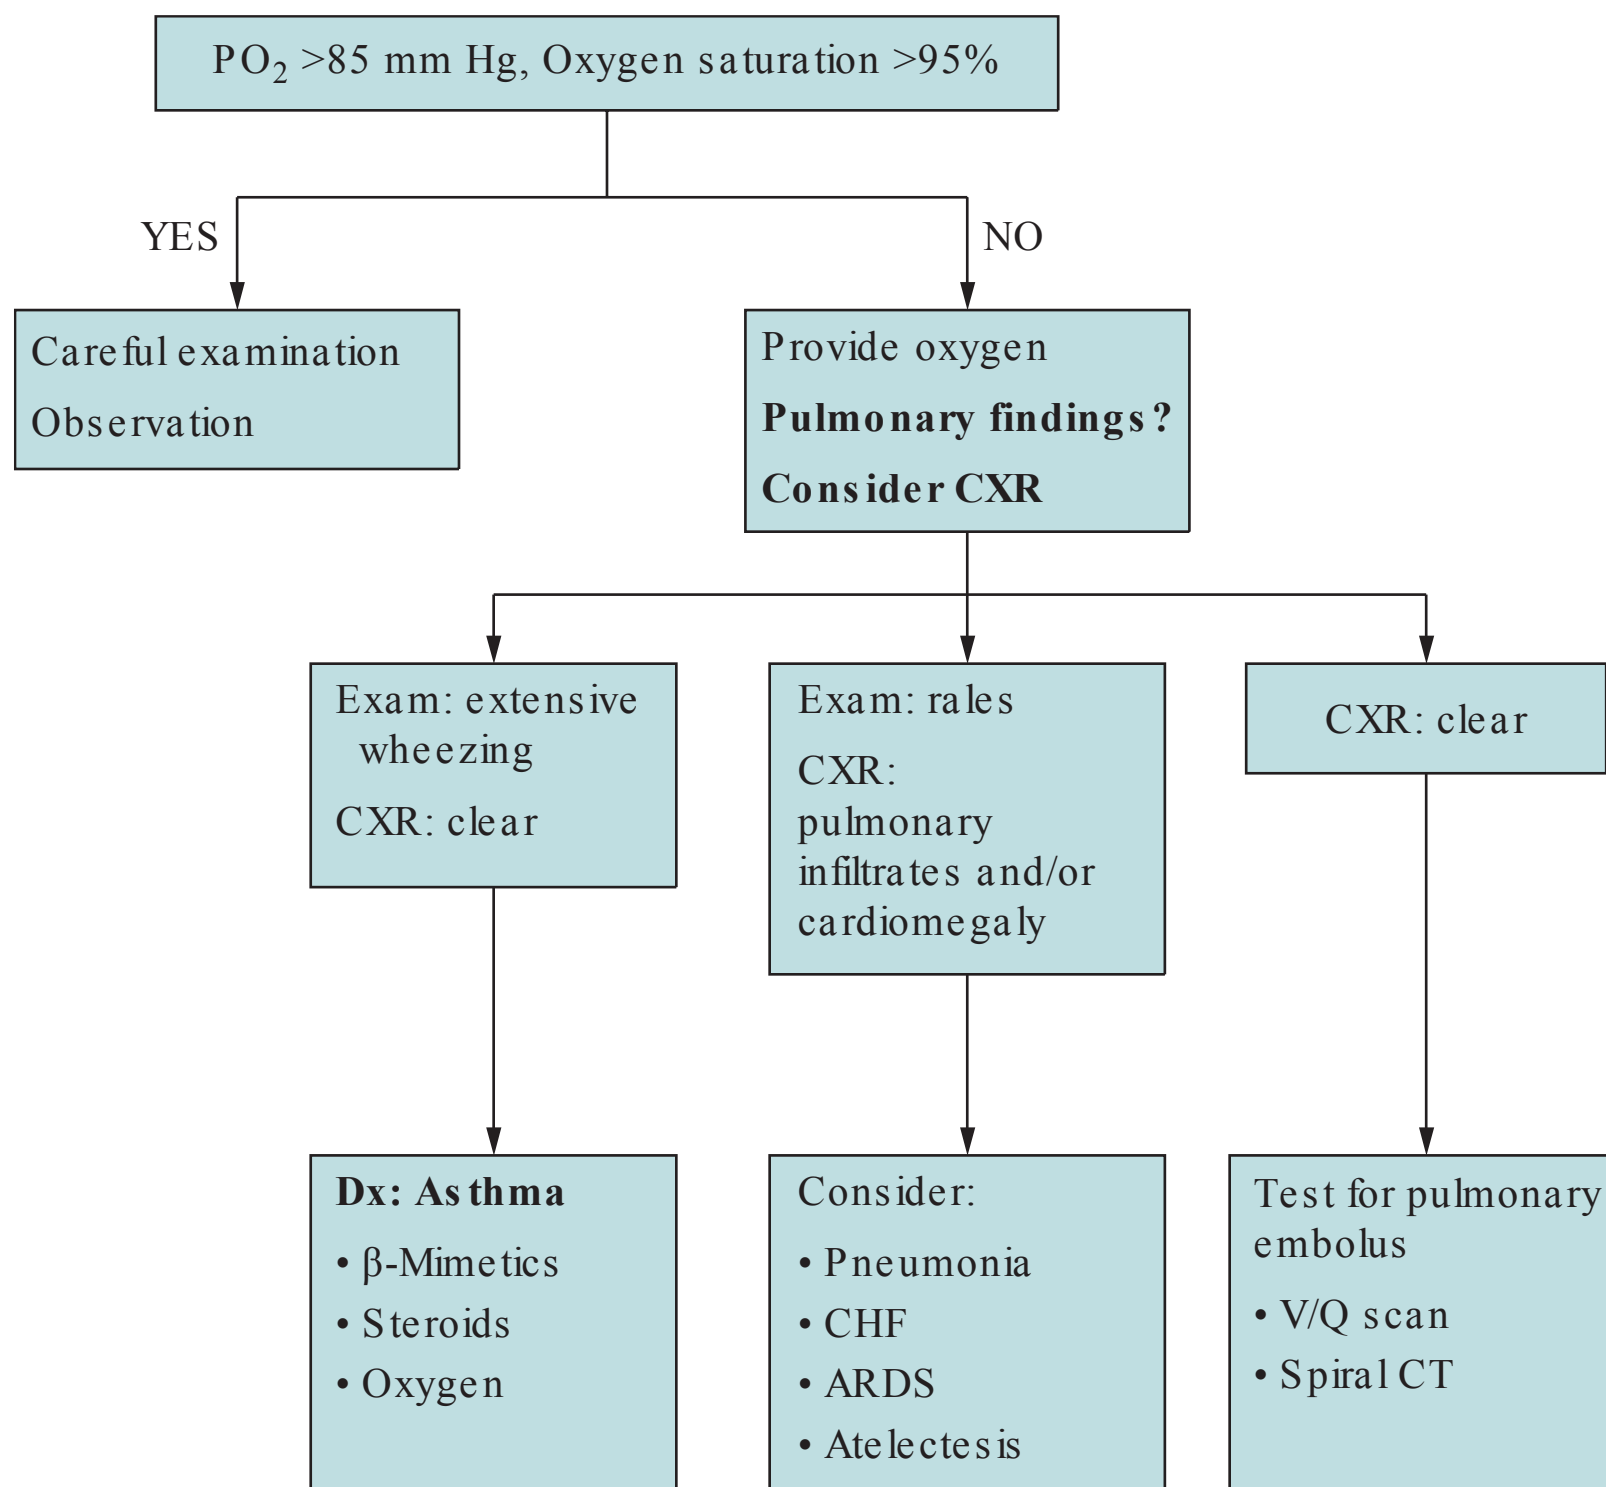 PO₂ >85 mm Hg, Oxygen saturation >95%
YES
NO
Careful examination
Observation
Provide oxygen
Pulmonary findings?
Consider CXR
Exam: extensive
wheezing
CXR: clear
Exam: rales
CXR:
pulmonary
infiltrates and/or
cardiomegaly
CXR: clear
Dx: Asthma
• β-Mimetics
• Steroids
• Oxygen
Consider:
• Pneumonia
• CHF
• ARDS
• Atelectesis
Test for pulmonary
embolus
• V/Q scan
• Spiral CT